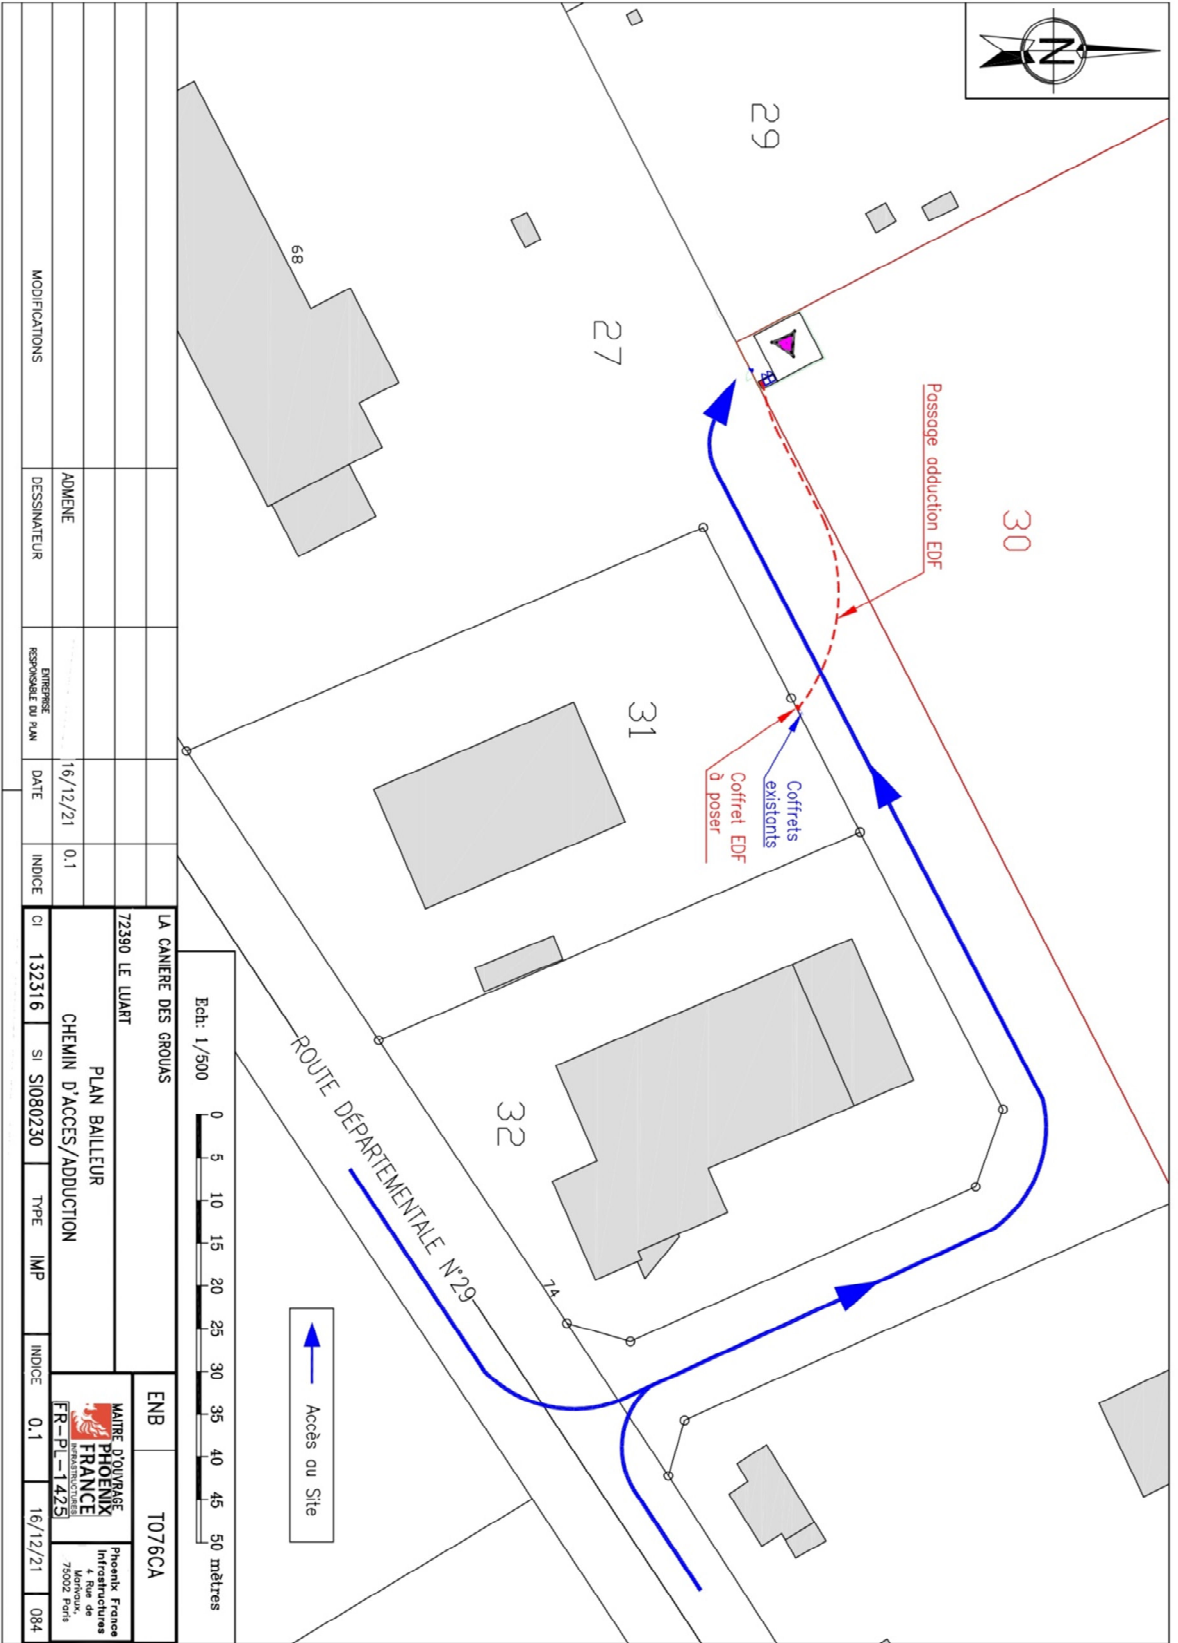 N
29
30
27
68
31
32
74
Passage adduction EDF
Coffrets
existants
Coffret EDF
à poser
ROUTE DÉPARTEMENTALE N°29
Accès au Site
Ech: 1/500
0 5 10 15 20 25 30 35 40 45 50 mètres
LA CANIERE DES GROUAS
72390 LE LUART
ENB T076CA
PLAN BAILLEUR
CHEMIN D'ACCES/ADDUCTION
MAITRE D'OUVRAGE
PHOENIX
FRANCE
INFRASTRUCTURES
FR-PL-1425
Phoenix France
Infrastructures
4 Rue de
Marivaux,
75002 Paris
CI 132316 SI SI080230 TYPE IMP INDICE 0.1 16/12/21 084
ADMENE 16/12/21 0.1
MODIFICATIONS DESSINATEUR ENTREPRISE
RESPONSABLE DU PLAN DATE INDICE